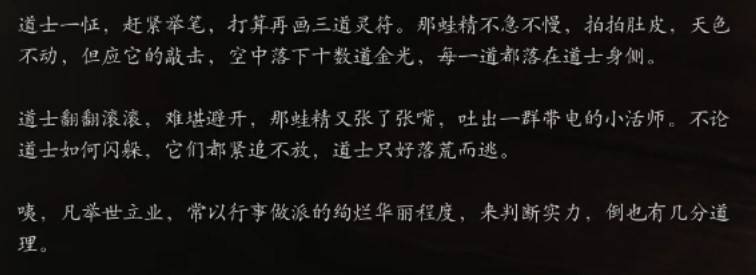 道士一怔，赶紧举笔，打算再画三道灵符。那蛙精不急不慢，拍拍肚皮，天色
不动，但应它的敲击，空中落下十数道金光，每一道都落在道士身侧。
道士翻翻滚滚，难堪避开，那蛙精又张了张嘴，吐出一群带电的小活师。不论
道士如何闪躲，它们都紧追不放，道士只好落荒而逃。
咦，凡举世立业，常以行事做派的绚烂华丽程度，来判断实力，倒也有几分道
理。